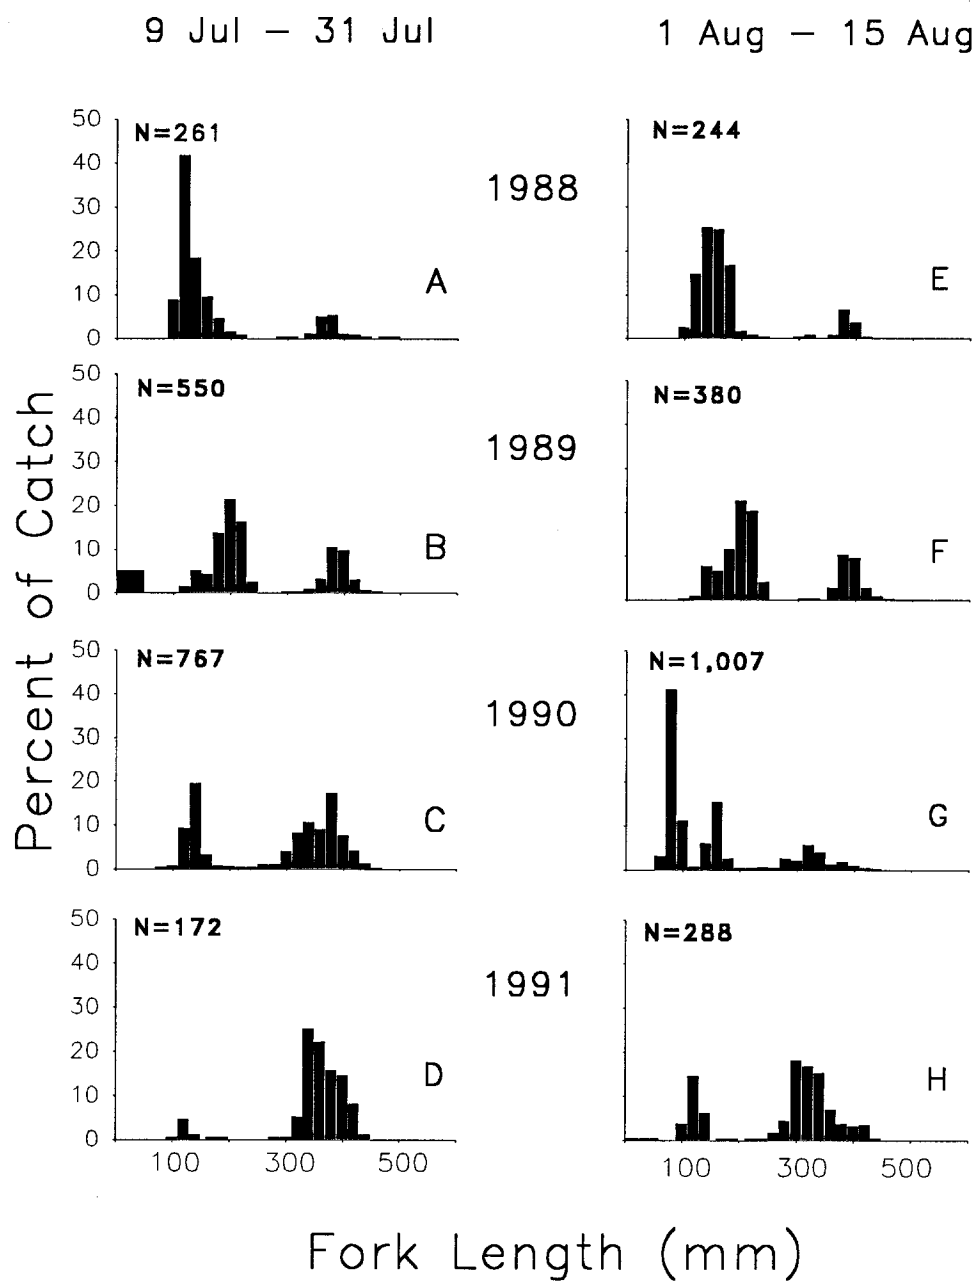 9 Jul – 31 Jul
1 Aug – 15 Aug
50
40
30
20
10
0
N=261
A
1988
N=244
E
50
40
30
20
10
0
N=550
B
1989
N=380
F
50
40
30
20
10
0
N=767
C
1990
N=1,007
G
50
40
30
20
10
0
N=172
D
1991
N=288
H
100 300 500
100 300 500
Percent of Catch
Fork Length (mm)